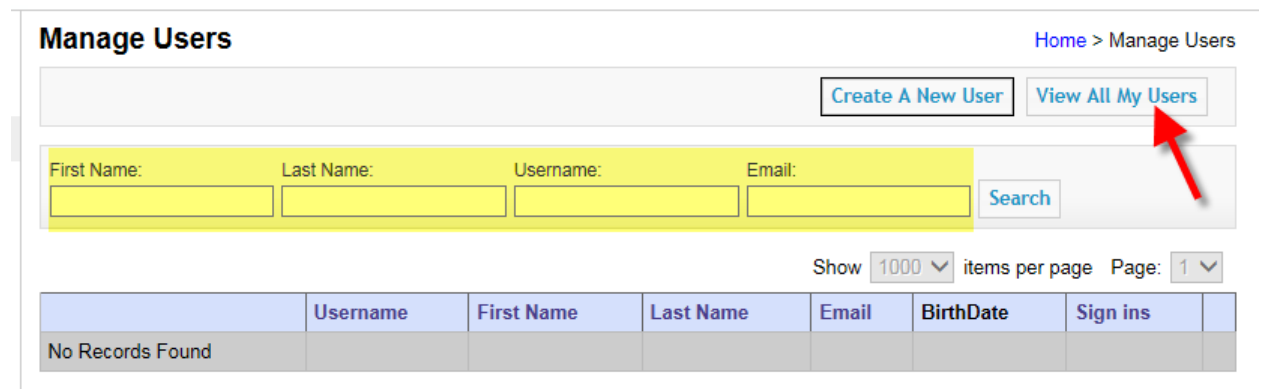 Manage Users
Home > Manage Users
Create A New User View All My Users
First Name: Last Name: Username: Email:
Search
Show 1000 items per page Page: 1
Username First Name Last Name Email BirthDate Sign ins
No Records Found